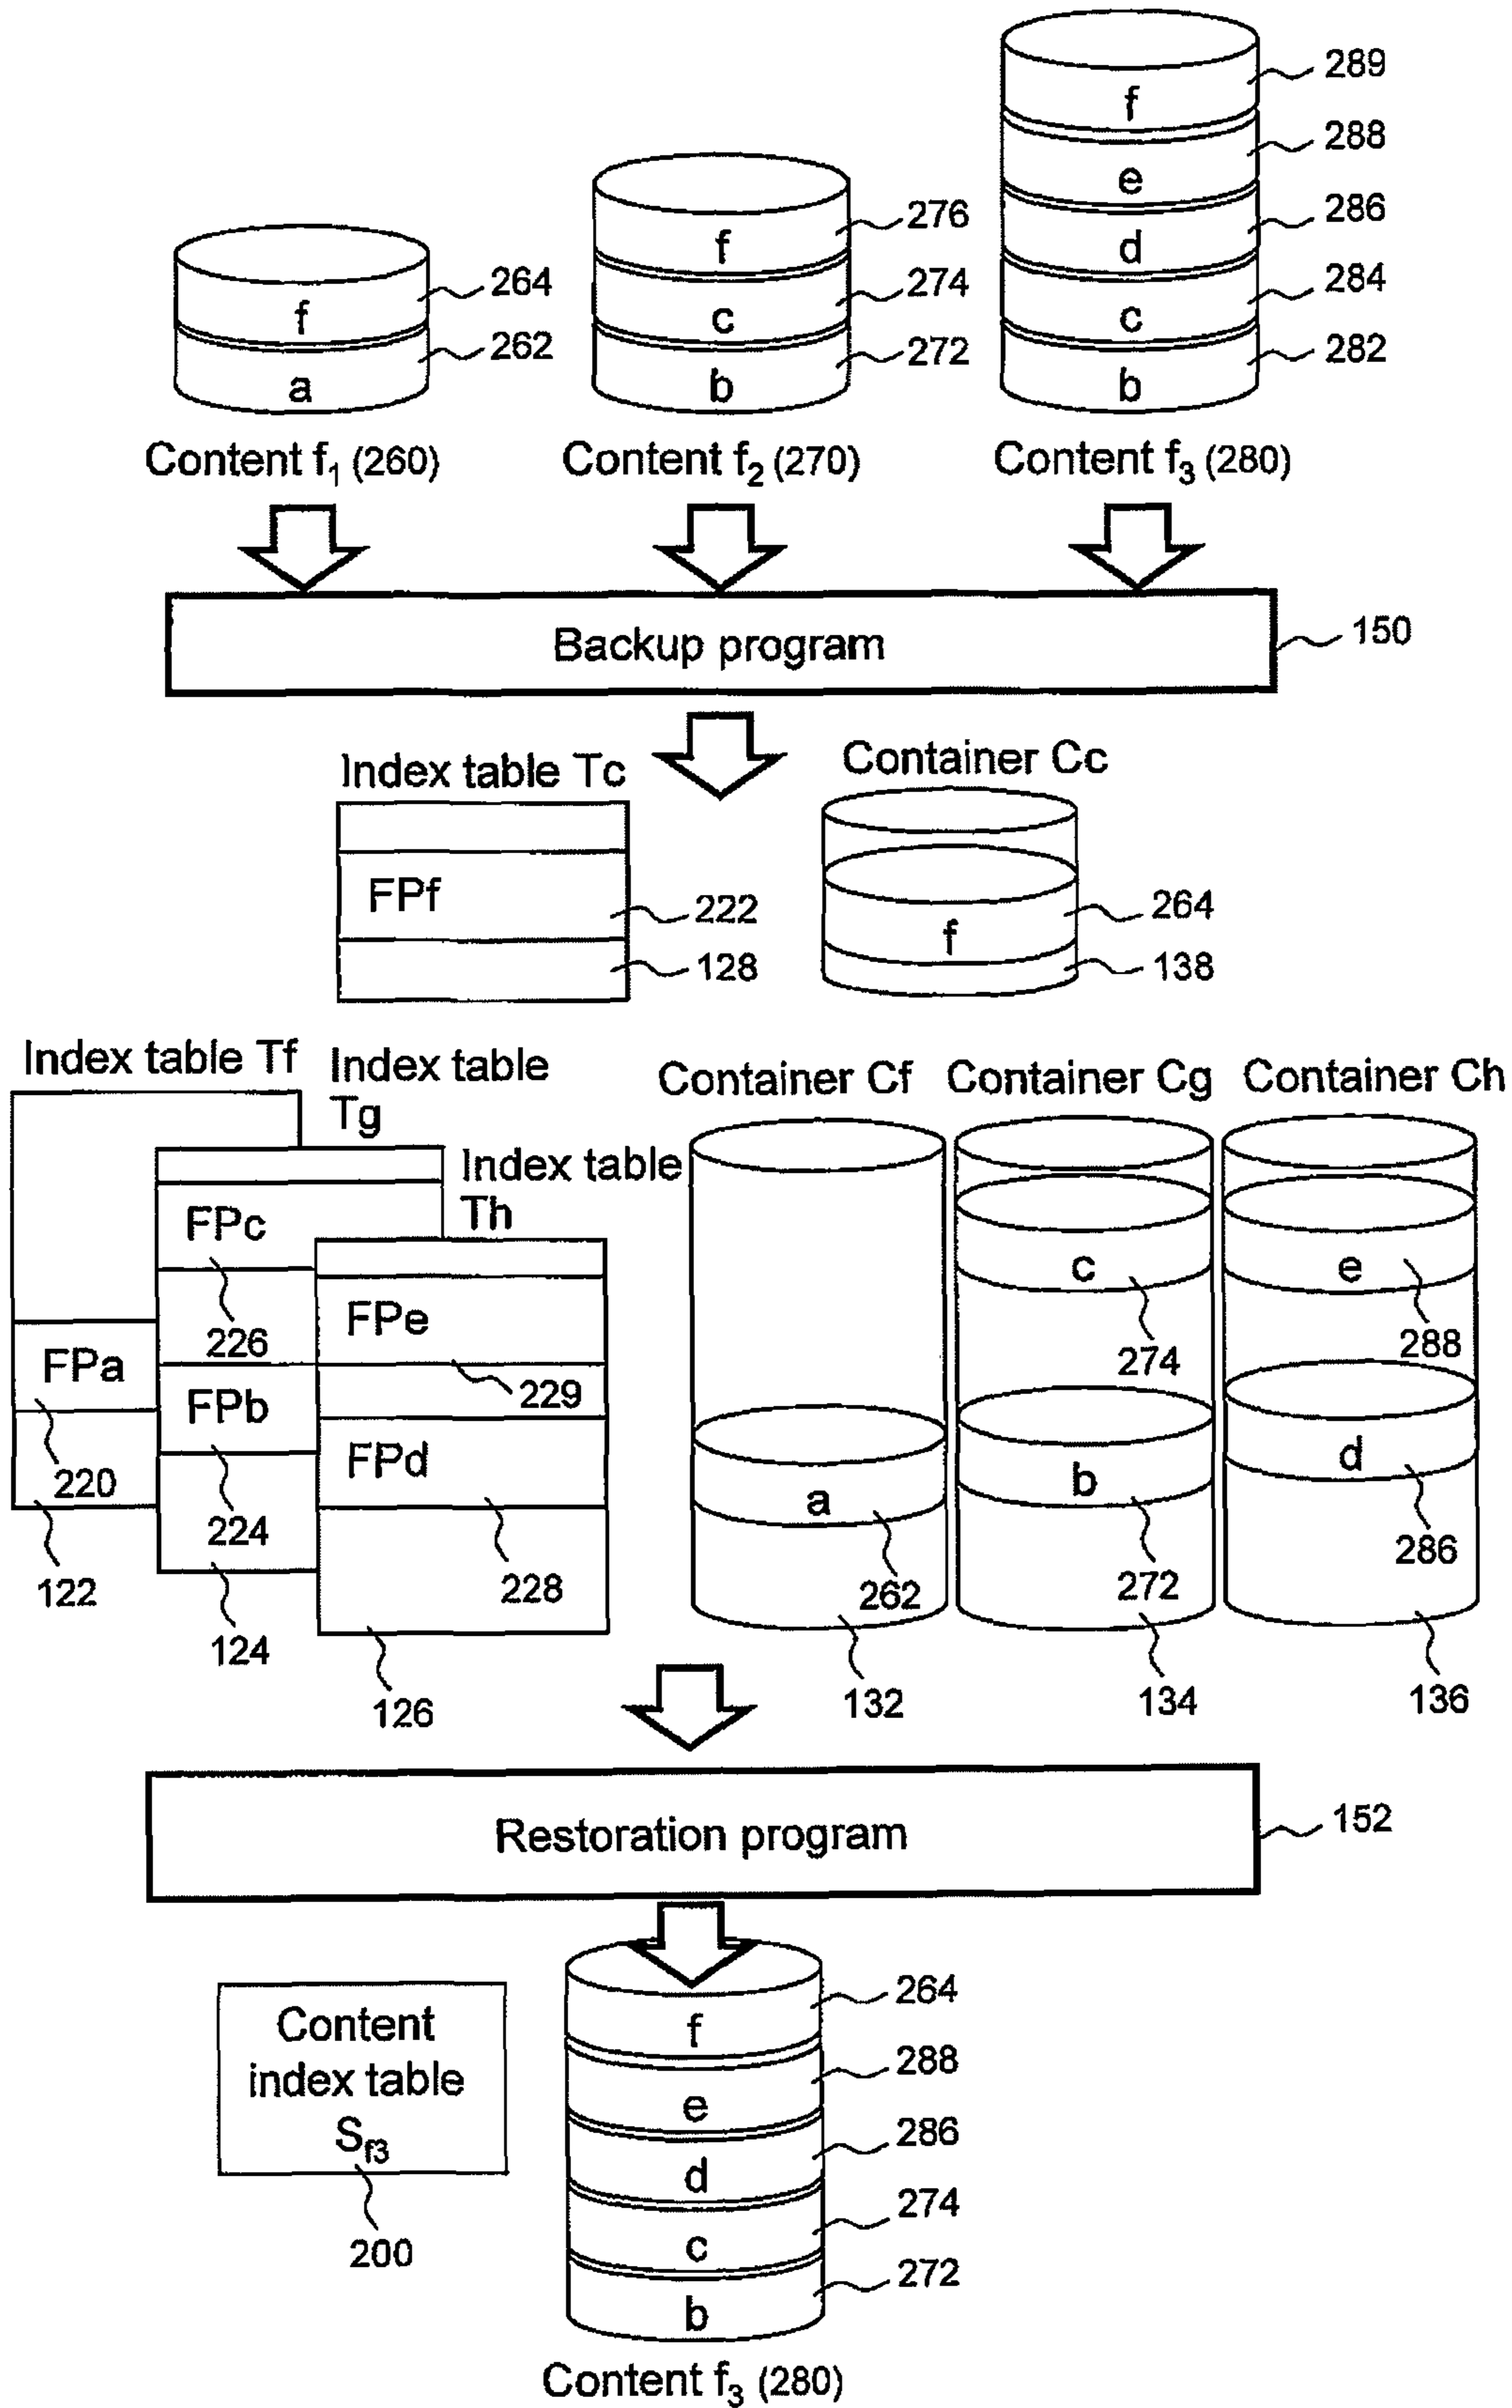 289
f
288
e
276
286
f
d
264
274
284
f
c
c
262
272
282
a
b
b
Content f₁ (260)
Content f₂ (270)
Content f₃ (280)
Backup program
150
Index table Tc
Container Cc
FPf
222
264
f
128
138
Index table Tf
Index table
Tg
Container Cf
Container Cg
Container Ch
Index table
Th
FPc
c
e
226
FPe
288
274
FPa
229
FPb
FPd
d
220
a
b
224
286
122
228
262
272
124
126
132
134
136
Restoration program
152
264
Content
f
index table
288
e
S_f3
286
d
274
200
c
272
b
Content f₃ (280)